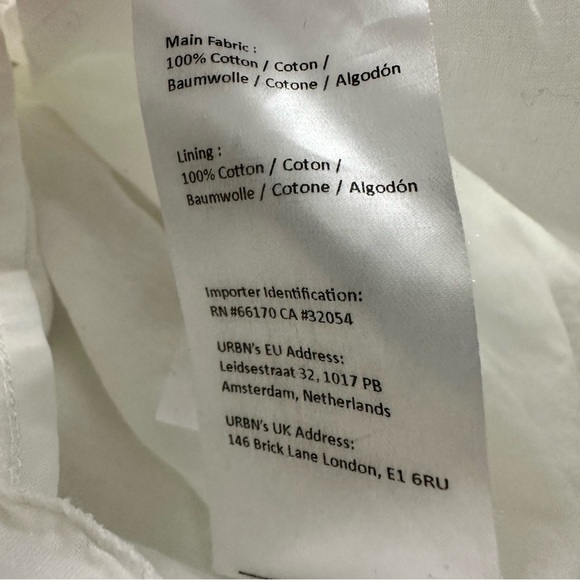 Main Fabric :
100% Cotton / Coton /
Baumwolle / Cotone / Algodón
Lining :
100% Cotton / Coton /
Baumwolle / Cotone / Algodón
Importer Identification:
RN #66170 CA #32054
URBN's EU Address:
Leidsestraat 32, 1017 PB
Amsterdam, Netherlands
URBN's UK Address:
146 Brick Lane London, E1 6RU